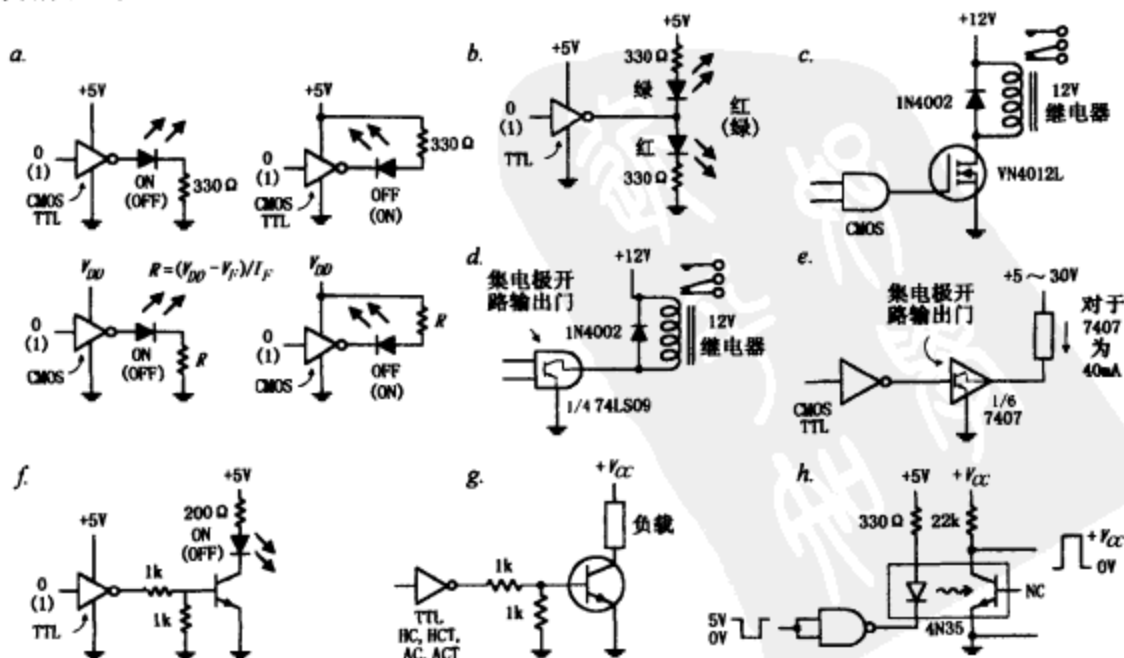 a.
+5V
0
(1)
CMOS
TTL
ON
(OFF)
330Ω
+5V
0
(1)
CMOS
TTL
OFF
(ON)
330Ω
V_DD
R=(V_DD-V_F)/I_F
0
(1)
CMOS
ON
(OFF)
R
V_DD
0
(1)
CMOS
OFF
(ON)
R
b.
+5V
+5V
330Ω
绿
红
(绿)
红
330Ω
TTL
0
(1)
c.
+12V
1N4002
12V
继电器
VN4012L
CMOS
d.
集电极开
路输出门
+12V
1N4002
12V
继电器
1/4 74LS09
e.
+5～30V
集电极开
路输出门
对于
7407
为
40mA
CMOS
TTL
1/6
7407
f.
+5V
+5V
200Ω
ON
(OFF)
0
(1)
TTL
1k
1k
g.
+V_CC
负载
1k
1k
TTL
HC, HCT,
AC, ACT
h.
+5V
+V_CC
330Ω
22k
+V_CC
0V
NC
5V
0V
4N35